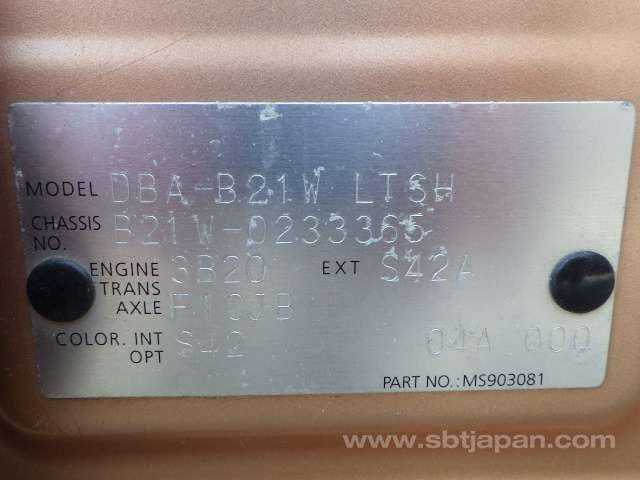 MODEL DBA-B21W LTSH
CHASSIS NO. B21W-0233365
ENGINE 3B20 EXT S42A
TRANS AXLE F1CJB
COLOR. INT S42 04A 000
OPT
PART NO.:MS903081
www.sbtjapan.com